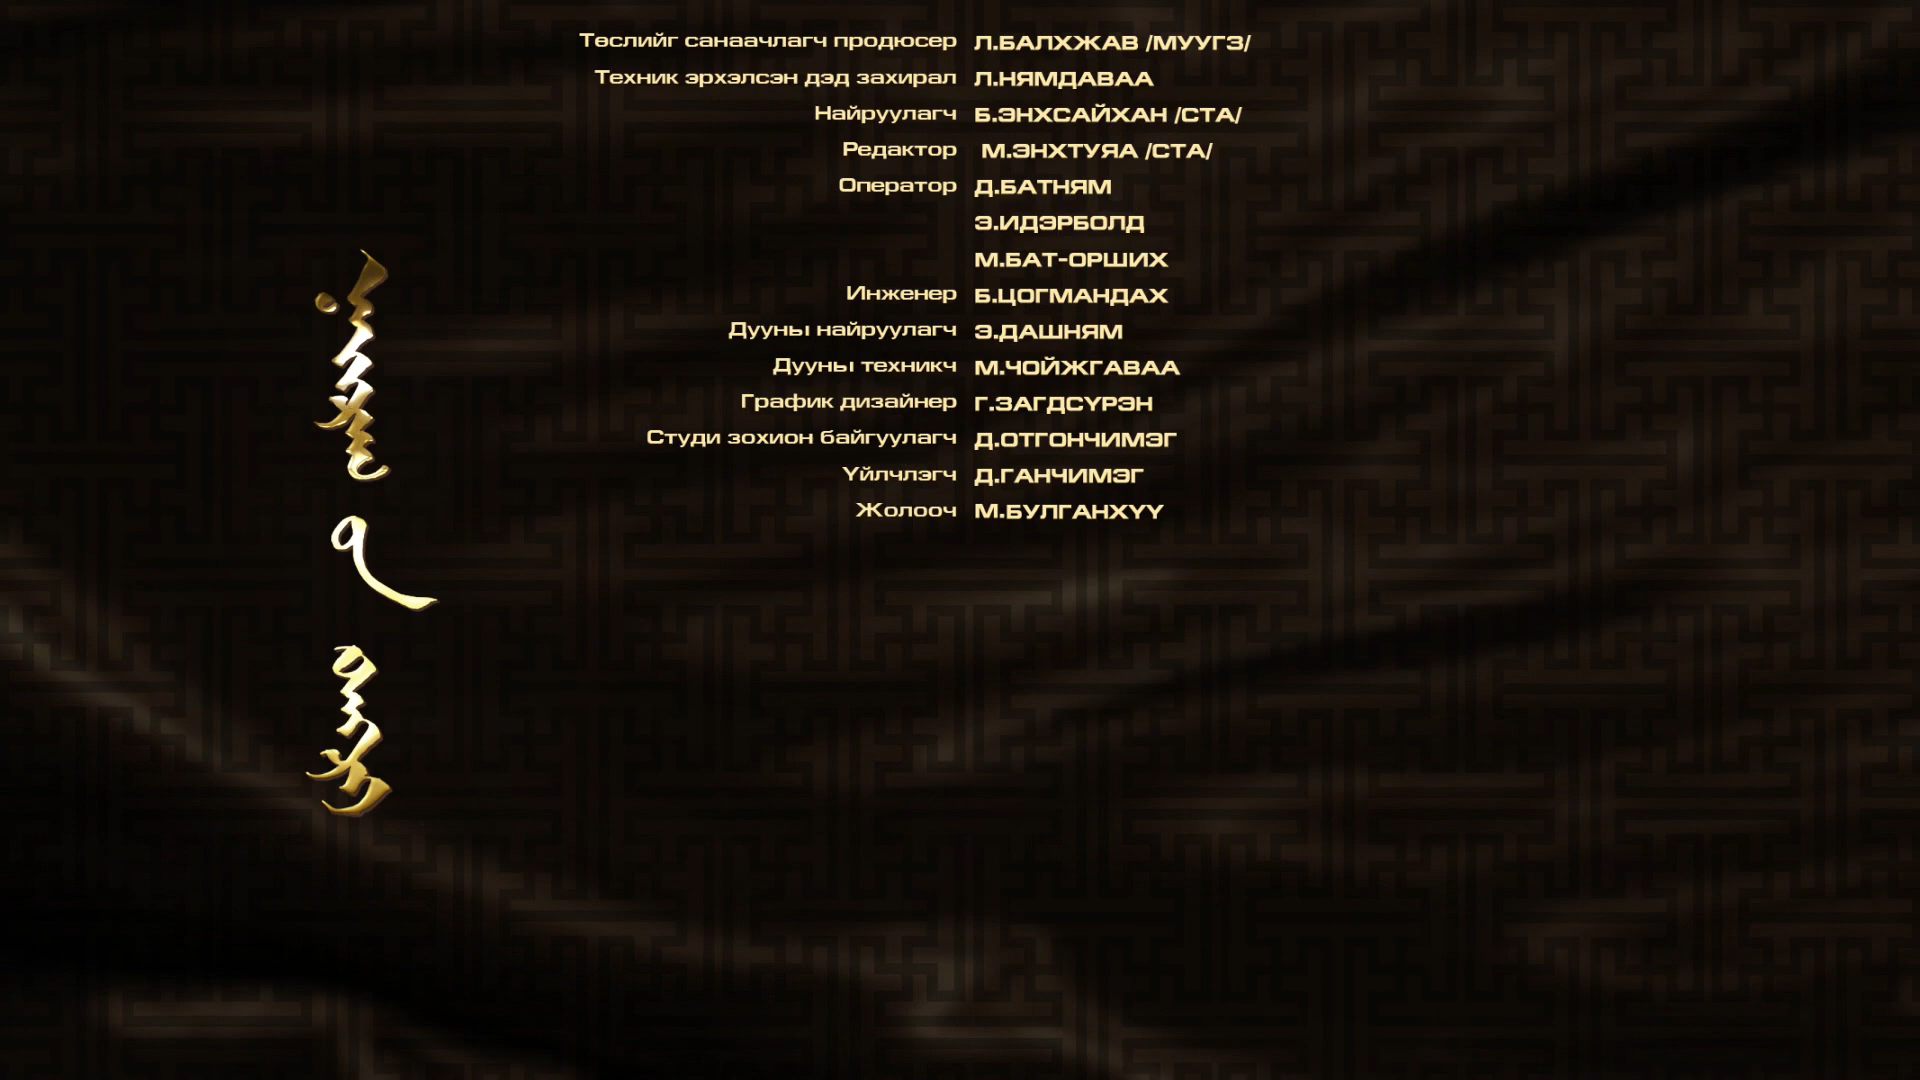 Төслийг санаачлагч продюсер Л.БАЛХЖАВ /МУУГЗ/
Техник эрхэлсэн дэд захирал Л.НЯМДАВАА
Найруулагч Б.ЭНХСАЙХАН /СТА/
Редактор М.ЭНХТУЯА /СТА/
Оператор Д.БАТНЯМ
Э.ИДЭРБОЛД
М.БАТ-ОРШИХ
Инженер Б.ЦОГМАНДАХ
Дууны найруулагч Э.ДАШНЯМ
Дууны техникч М.ЧОЙЖГАВАА
График дизайнер Г.ЗАГДСҮРЭН
Студи зохион байгуулагч Д.ОТГОНЧИМЭГ
Үйлчлэгч Д.ГАНЧИМЭГ
Жолооч М.БУЛГАНХҮҮ